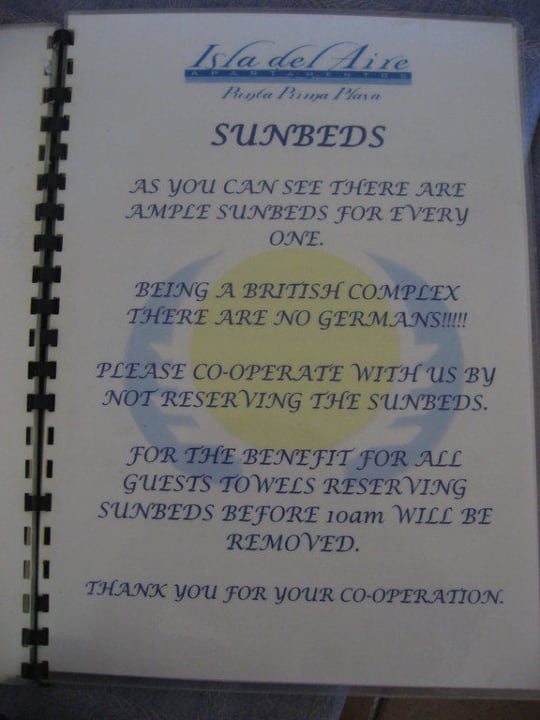 Isla del Aire
APARTAMENTOS
Punta Prima Plaza
SUNBEDS
AS YOU CAN SEE THERE ARE
AMPLE SUNBEDS FOR EVERY
ONE.
BEING A BRITISH COMPLEX
THERE ARE NO GERMANS!!!!!
PLEASE CO-OPERATE WITH US BY
NOT RESERVING THE SUNBEDS.
FOR THE BENEFIT FOR ALL
GUESTS TOWELS RESERVING
SUNBEDS BEFORE 10am WILL BE
REMOVED.
THANK YOU FOR YOUR CO-OPERATION.